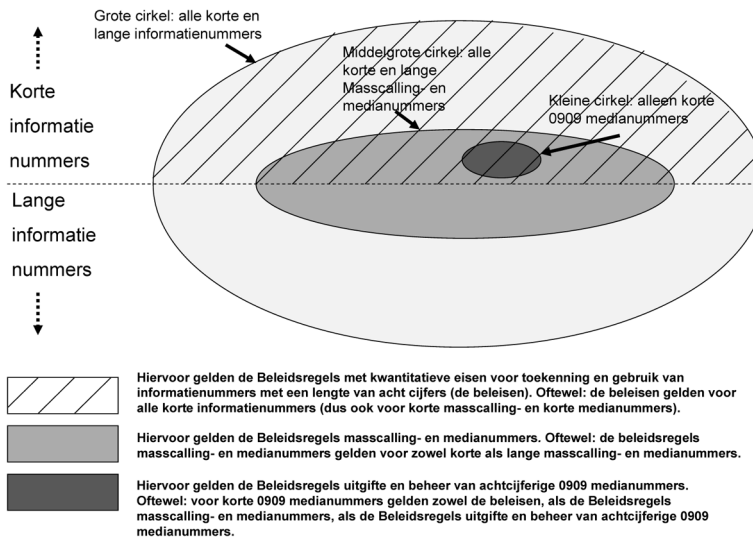 Grote cirkel: alle korte en
lange informatienummers
Middelgrote cirkel: alle
korte en lange
Masscalling- en
medianummers
Kleine cirkel: alleen korte
0909 medianummers
Korte
informatie
nummers
Lange
informatie
nummers
Hiervoor gelden de Beleidsregels met kwantitatieve eisen voor toekenning en gebruik van
informatienummers met een lengte van acht cijfers (de beleisen). Oftewel: de beleisen gelden voor
alle korte informatienummers (dus ook voor korte masscalling- en korte medianummers).
Hiervoor gelden de Beleidsregels masscalling- en medianummers. Oftewel: de beleidsregels
masscalling- en medianummers gelden voor zowel korte als lange masscalling- en medianummers.
Hiervoor gelden de Beleidsregels uitgifte en beheer van achtcijferige 0909 medianummers.
Oftewel: voor korte 0909 medianummers gelden zowel de beleisen, als de Beleidsregels
masscalling- en medianummers, als de Beleidsregels uitgifte en beheer van achtcijferige 0909
medianummers.